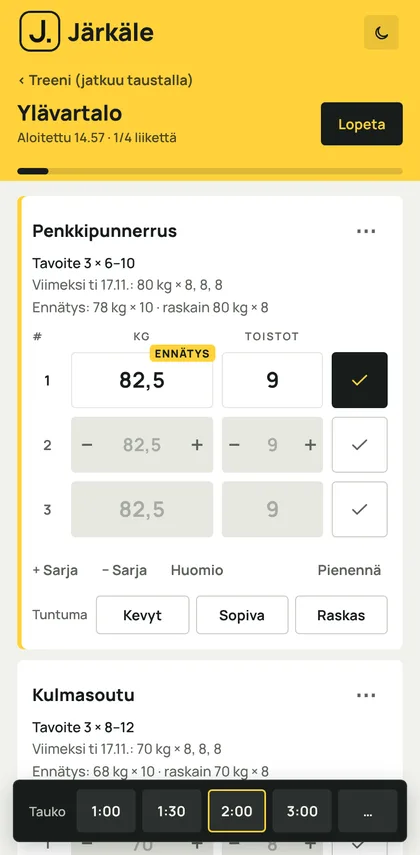 J. Järkäle
‹ Treeni (jatkuu taustalla)
Ylävartalo
Aloitettu 14.57 · 1/4 liikettä
Lopeta
Penkkipunnerrus ...
Tavoite 3 × 6–10
Viimeksi ti 17.11.: 80 kg × 8, 8, 8
Ennätys: 78 kg × 10 · raskain 80 kg × 8
# KG TOISTOT
ENNÄTYS
1 82,5 9 ✓
2 − 82,5 + − 9 + ✓
3 82,5 9 ✓
+ Sarja − Sarja Huomio Pienennä
Tuntuma Kevyt Sopiva Raskas
Kulmasoutu ...
Tavoite 3 × 8–12
Viimeksi ti 17.11.: 70 kg × 8, 8, 8
Ennätys: 68 kg × 10 · raskain 70 kg × 8
Tauko 1:00 1:30 2:00 3:00 ...